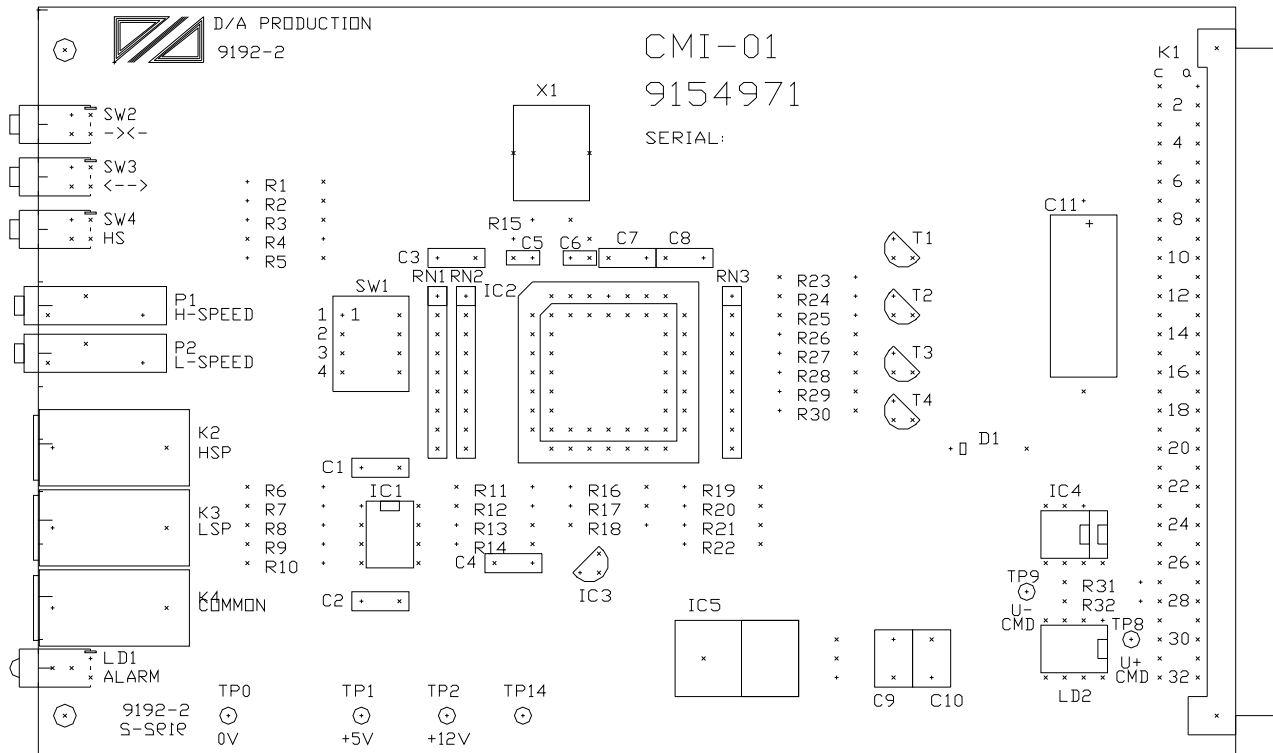 D/A PRODUCTION
9192-2
CMI-01
9154971
SERIAL:
K1
c a
X1
SW2
-><-
SW3
<-->
SW4
HS
2
4
6
8
10
12
14
16
18
20
22
24
26
28
30
32
R1
R2
R3
R4
R5
R15
C3
C5
C6
C7
C8
C11
T1
T2
T3
T4
RN1
RN2
IC2
RN3
P1
H-SPEED
P2
L-SPEED
SW1
1 1
2
3
4
R23
R24
R25
R26
R27
R28
R29
R30
K2
HSP
K3
LSP
K4
COMMON
C1
IC1
D1
R6
R7
R8
R9
R10
R11
R12
R13
R14
R16
R17
R18
R19
R20
R21
R22
C4
IC3
C2
IC4
TP9
U-
CMD
R31
R32
TP8
U+
CMD
LD2
IC5
C9
C10
LD1
ALARM
9192-2
9192-2
TP0
0V
TP1
+5V
TP2
+12V
TP14